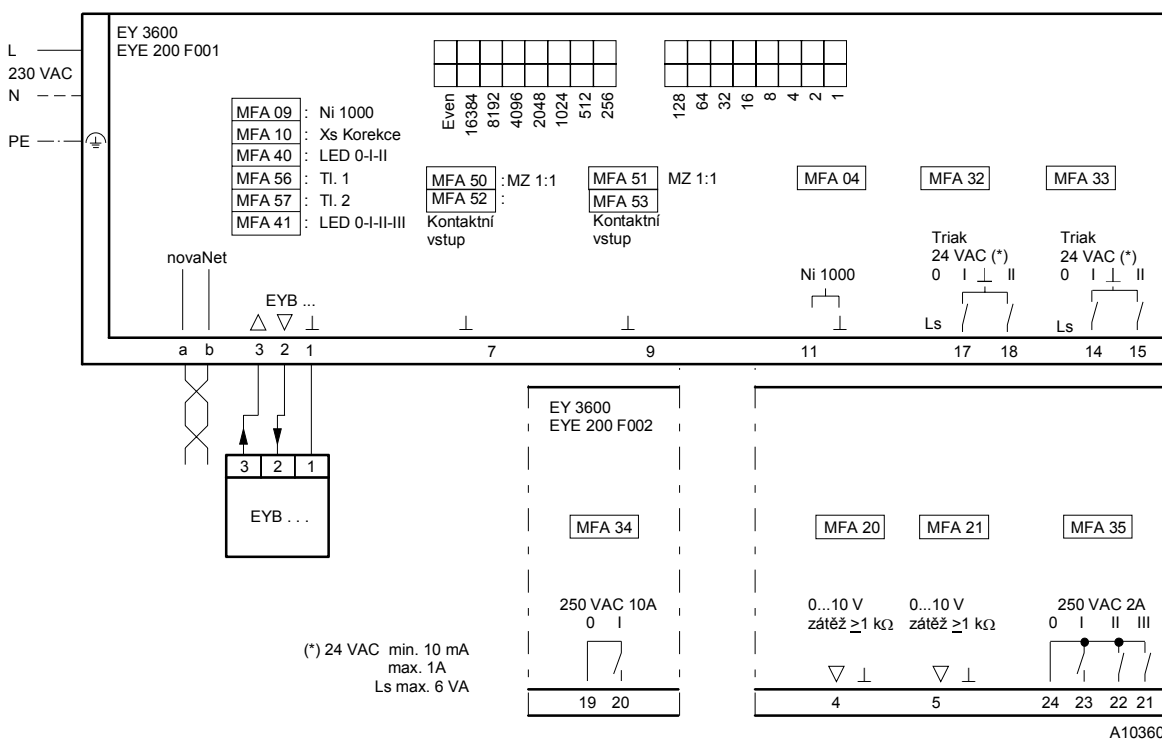 EY 3600
EYE 200 F001
L
230 VAC
N
PE
MFA 09 : Ni 1000
MFA 10 : Xs Korekce
MFA 40 : LED 0-I-II
MFA 56 : Tl. 1
MFA 57 : Tl. 2
MFA 41 : LED 0-I-II-III
Even 16384 8192 4096 2048 1024 512 256
128 64 32 16 8 4 2 1
MFA 50 :MZ 1:1
MFA 52 :
Kontaktní
vstup
MFA 51 MZ 1:1
MFA 53
Kontaktní
vstup
MFA 04
Ni 1000
MFA 32
Triak
24 VAC (*)
0 I ⊥ II
Ls
MFA 33
Triak
24 VAC (*)
0 I ⊥ II
Ls
novaNet
EYB ...
△ ▽ ⊥ ⊥ ⊥ ⊥
a b 3 2 1 7 9 11 17 18 14 15
3 2 1
EYB . . .
EY 3600
EYE 200 F002
MFA 34
250 VAC 10A
0 I
19 20
MFA 20
0...10 V
zátěž ≥1 kΩ
▽ ⊥
4
MFA 21
0...10 V
zátěž ≥1 kΩ
▽ ⊥
5
MFA 35
250 VAC 2A
0 I II III
24 23 22 21
(*) 24 VAC min. 10 mA
max. 1A
Ls max. 6 VA
A10360